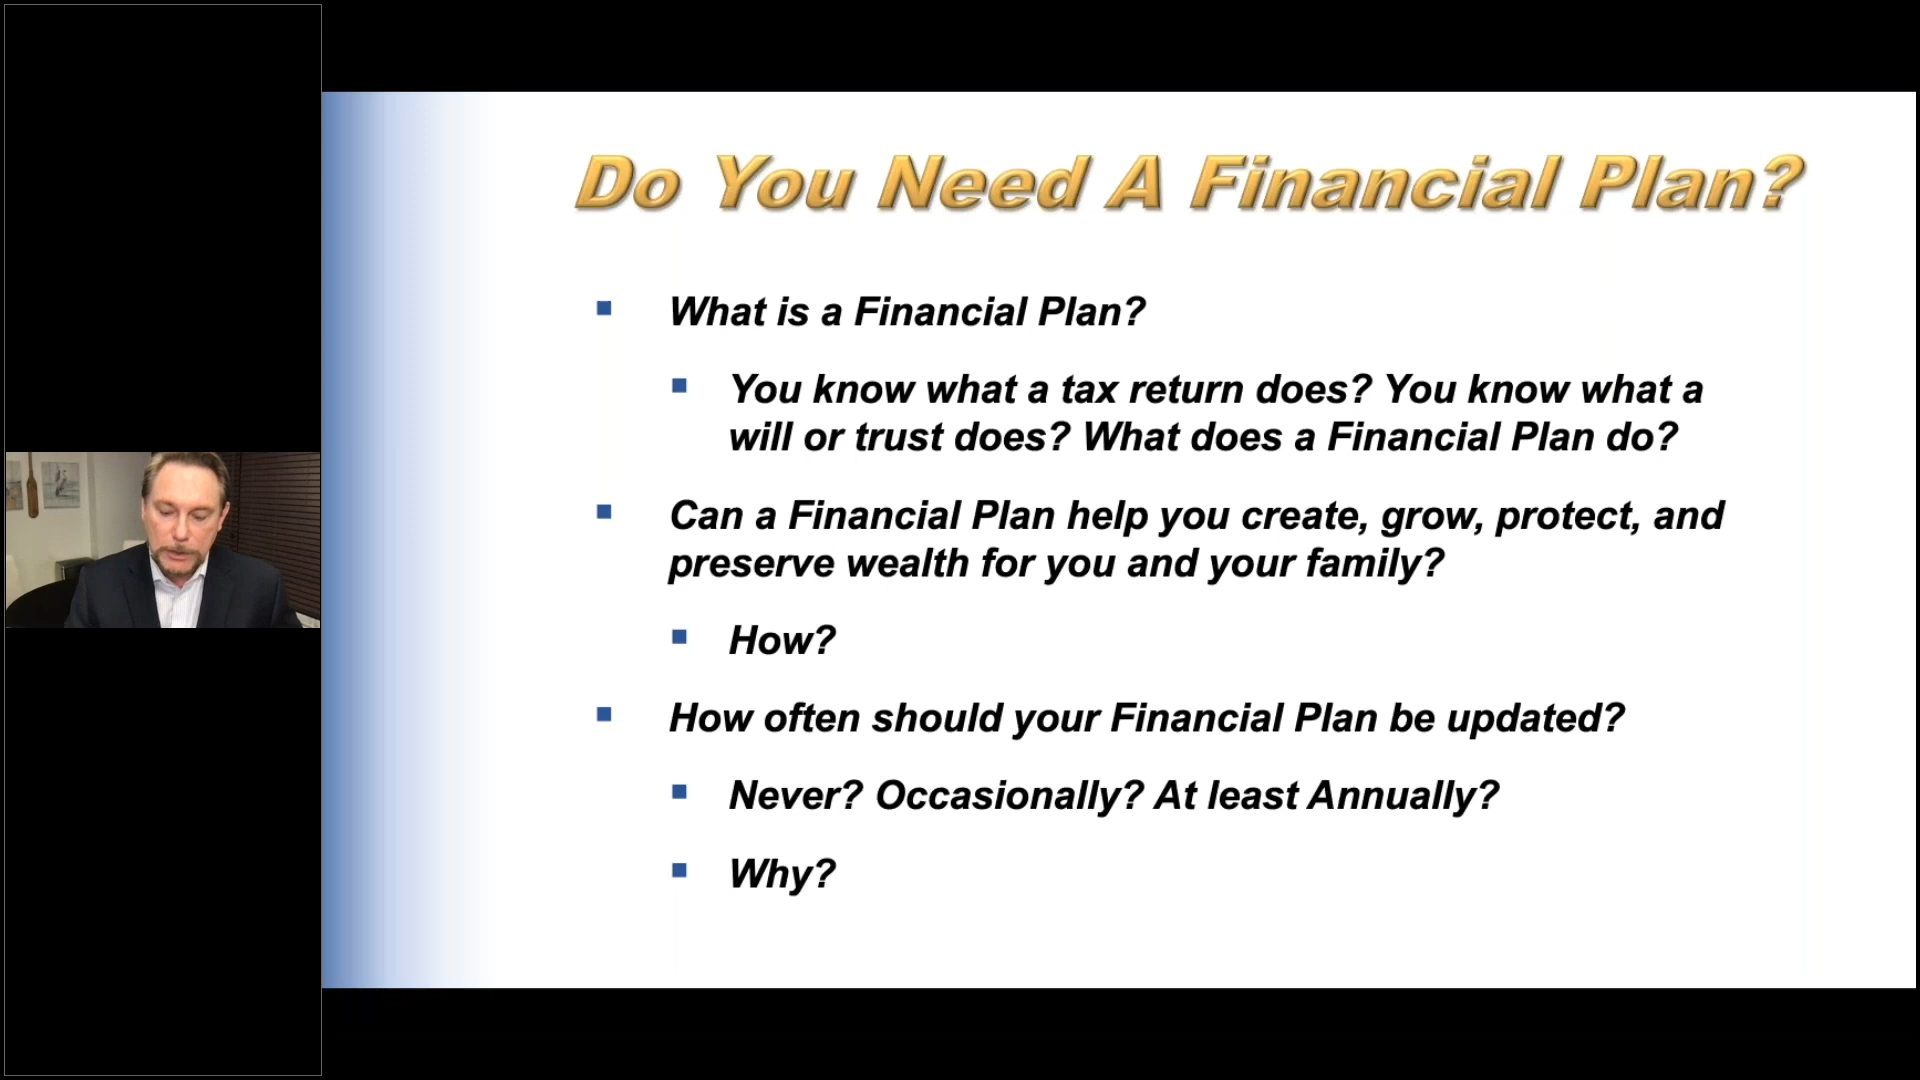 Do You Need A Financial Plan?
What is a Financial Plan?
You know what a tax return does? You know what a
will or trust does? What does a Financial Plan do?
Can a Financial Plan help you create, grow, protect, and
preserve wealth for you and your family?
How?
How often should your Financial Plan be updated?
Never? Occasionally? At least Annually?
Why?